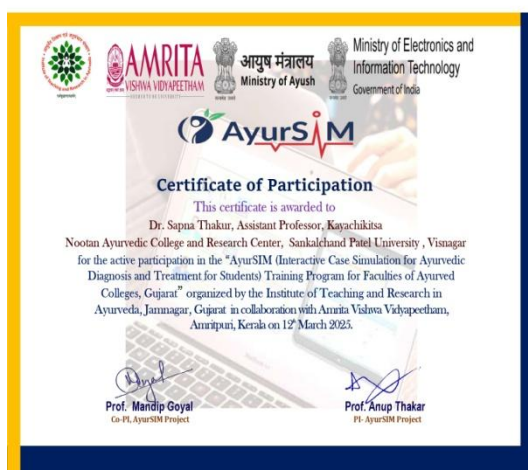 AMRITA
VISHWA VIDYAPEETHAM
आयुष मंत्रालय
Ministry of Ayush
Ministry of Electronics and
Information Technology
Government of India
AyurSiM
Certificate of Participation
This certificate is awarded to
Dr. Sapna Thakur, Assistant Professor, Kayachikitsa
Nootan Ayurvedic College and Research Center, Sankalchand Patel University , Visnagar
for the active participation in the “AyurSIM (Interactive Case Simulation for Ayurvedic
Diagnosis and Treatment for Students) Training Program for Faculties of Ayurved
Colleges, Gujarat” organized by the Institute of Teaching and Research in
Ayurveda, Jamnagar, Gujarat in collaboration with Amrita Vishwa Vidyapeetham,
Amritpuri, Kerala on 12th March 2025.
Prof. Mandip Goyal
Co-PI, AyurSIM Project
Prof. Anup Thakar
PI- AyurSIM Project